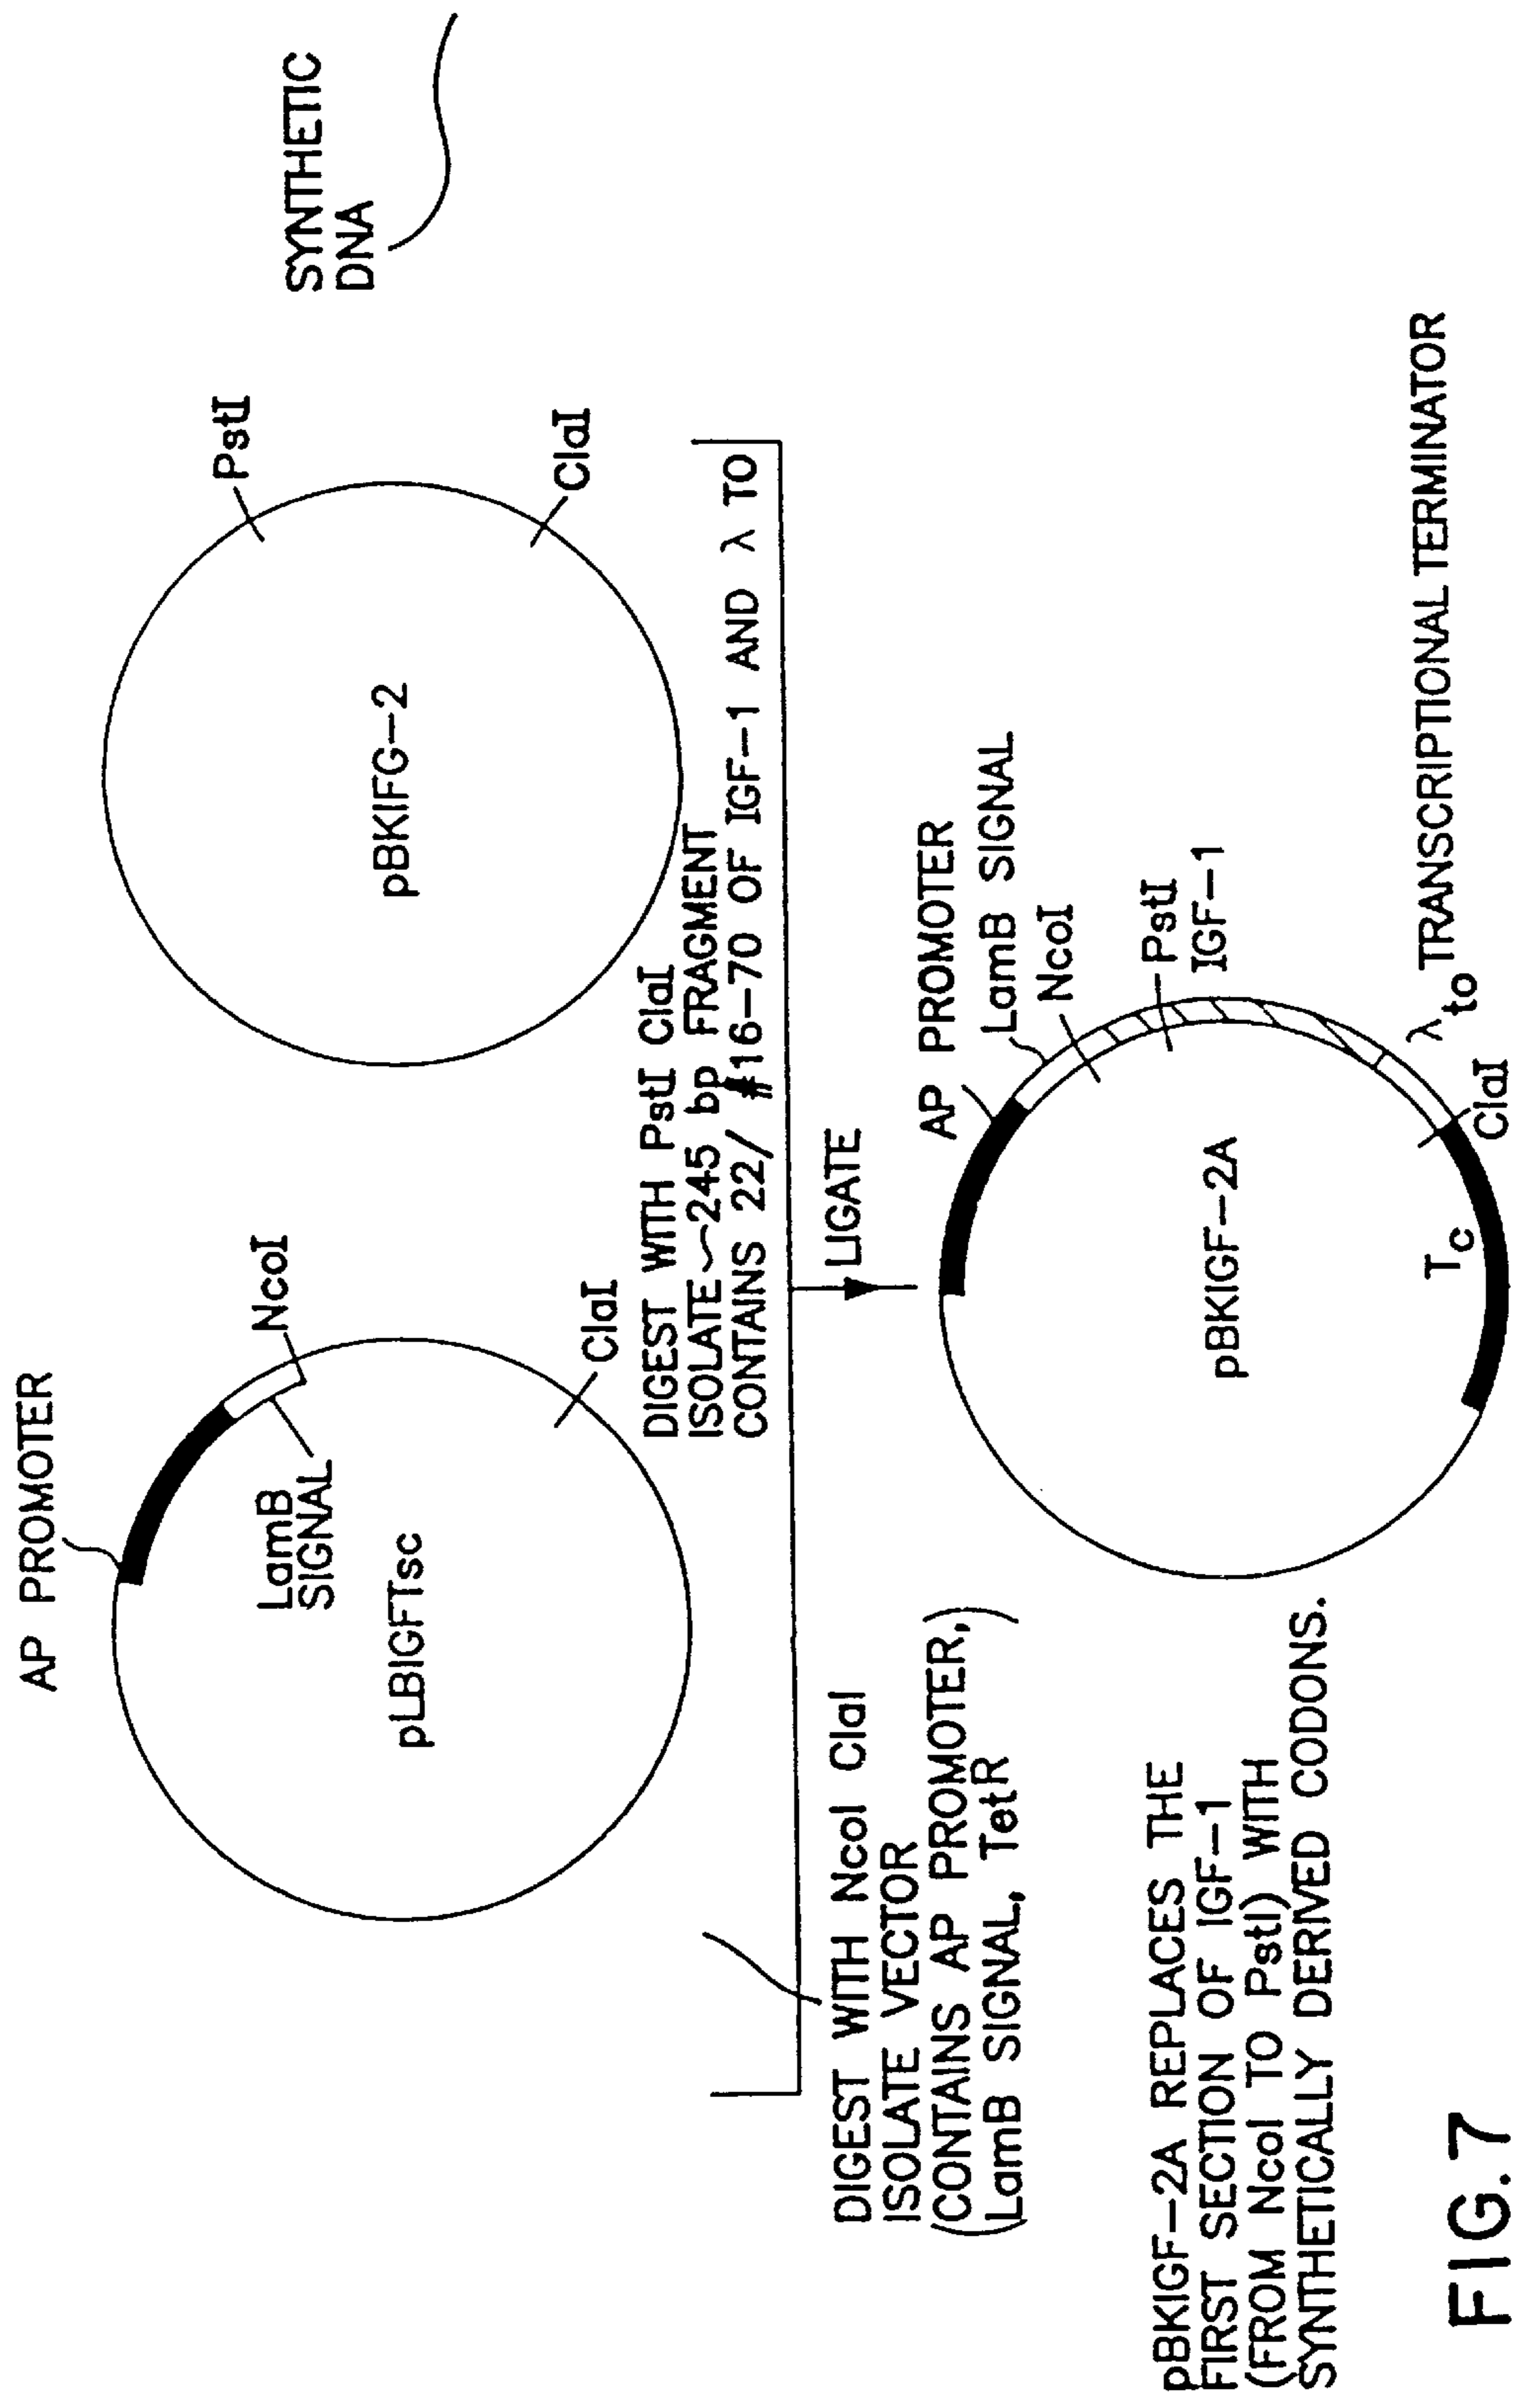 AP PROMOTER
NcoI
LamB
SIGNAL
pLBIGFTsc
ClaI
PstI
pBKIFG-2
ClaI
SYNTHETIC
DNA
DIGEST WITH PstI ClaI
ISOLATE ~245 bp FRAGMENT
CONTAINS 22/ #16-70 OF IGF-1 AND λ TO
DIGEST WITH NcoI ClaI
ISOLATE VECTOR
(CONTAINS AP PROMOTER,)
(LamB SIGNAL, TetR)
LIGATE
AP PROMOTER
LamB SIGNAL
NcoI
PstI
IGF-1
pBKIGF-2A
Tc
ClaI
λ to TRANSCRIPTIONAL TERMINATOR
pBKIGF-2A REPLACES THE
FIRST SECTION OF IGF-1
(FROM NcoI TO PstI) WITH
SYNTHETICALLY DERIVED CODONS.
FIG. 7